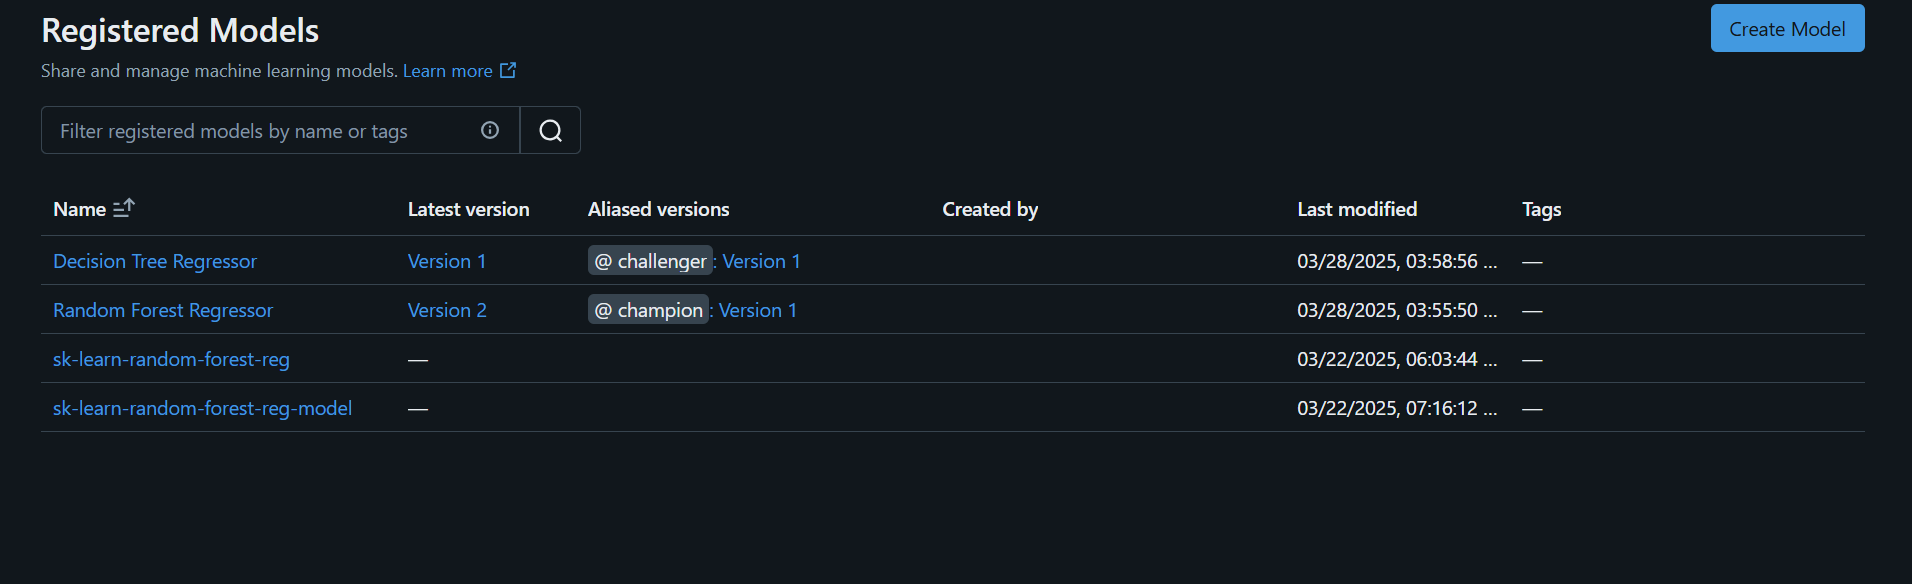 Registered Models
Create Model
Share and manage machine learning models. Learn more
Filter registered models by name or tags
Name Latest version Aliased versions Created by Last modified Tags
Decision Tree Regressor Version 1 @ challenger : Version 1 03/28/2025, 03:58:56 ... —
Random Forest Regressor Version 2 @ champion : Version 1 03/28/2025, 03:55:50 ... —
sk-learn-random-forest-reg — 03/22/2025, 06:03:44 ... —
sk-learn-random-forest-reg-model — 03/22/2025, 07:16:12 ... —